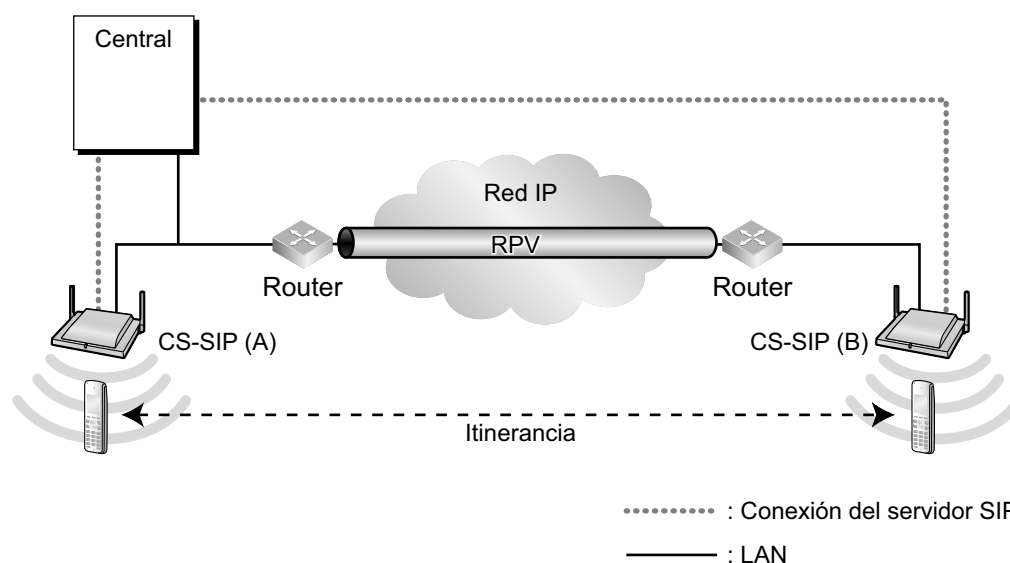 Central
Red IP
RPV
Router
Router
CS-SIP (A)
CS-SIP (B)
Itinerancia
: Conexión del servidor SIP
: LAN